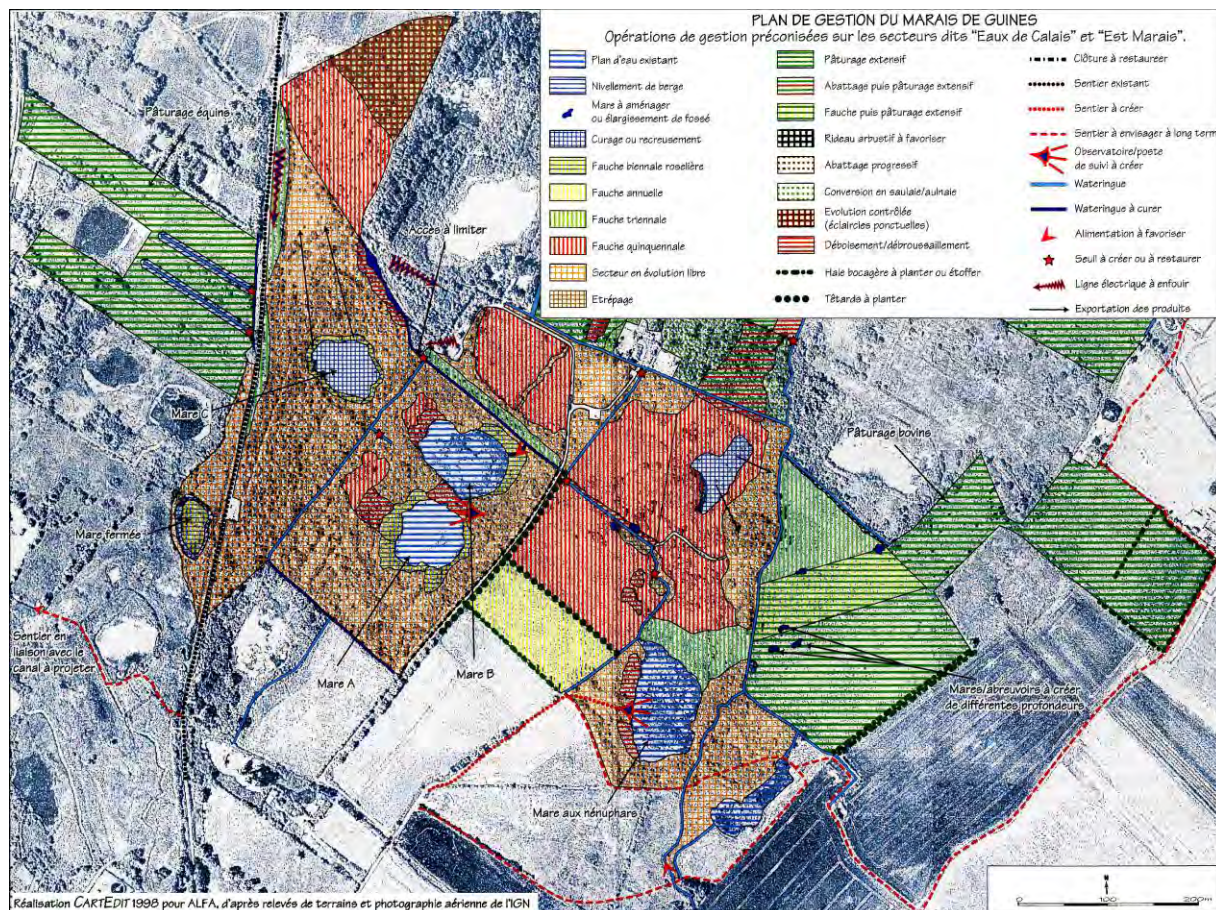 PLAN DE GESTION DU MARAIS DE GUINES
Opérations de gestion préconisées sur les secteurs dits "Eaux de Calais" et "Est Marais".
Plan d'eau existant
Nivellement de berge
Mare à aménager
ou élargissement de fossé
Curage ou recreusement
Fauche biennale roselière
Fauche annuelle
Fauche triennale
Fauche quinquennale
Secteur en évolution libre
Etrépage
Pâturage extensif
Abattage puis pâturage extensif
Fauche puis pâturage extensif
Rideau arbustif à favoriser
Abattage progressif
Conversion en saulaie/aulnaie
Evolution contrôlée
(éclaircies ponctuelles)
Déboisement/débroussaillement
Haie bocagère à planter ou étoffer
Têtards à planter
Clôture à restaureer
Sentier existant
Sentier à créer
Sentier à envisager à long term
Observatoire/poste
de suivi à créer
Wateringue
Wateringue à curer
Alimentation à favoriser
Seuil à créer ou à restaurer
Ligne électrique à enfouir
Exportation des produits
Pâturage équins
Accès à limiter
Mare C
Pâturage bovins
Mare fermée
Sentier en
liaison avec le
canal à projeter
Mare A
Mare B
Mares/abreuvoirs à créer
de différentes profondeurs
Mare aux nénuphars
N
0 100 200m
Réalisation CARTEDIT 1998 pour ALFA, d'après relevés de terrains et photographie aérienne de l'IGN